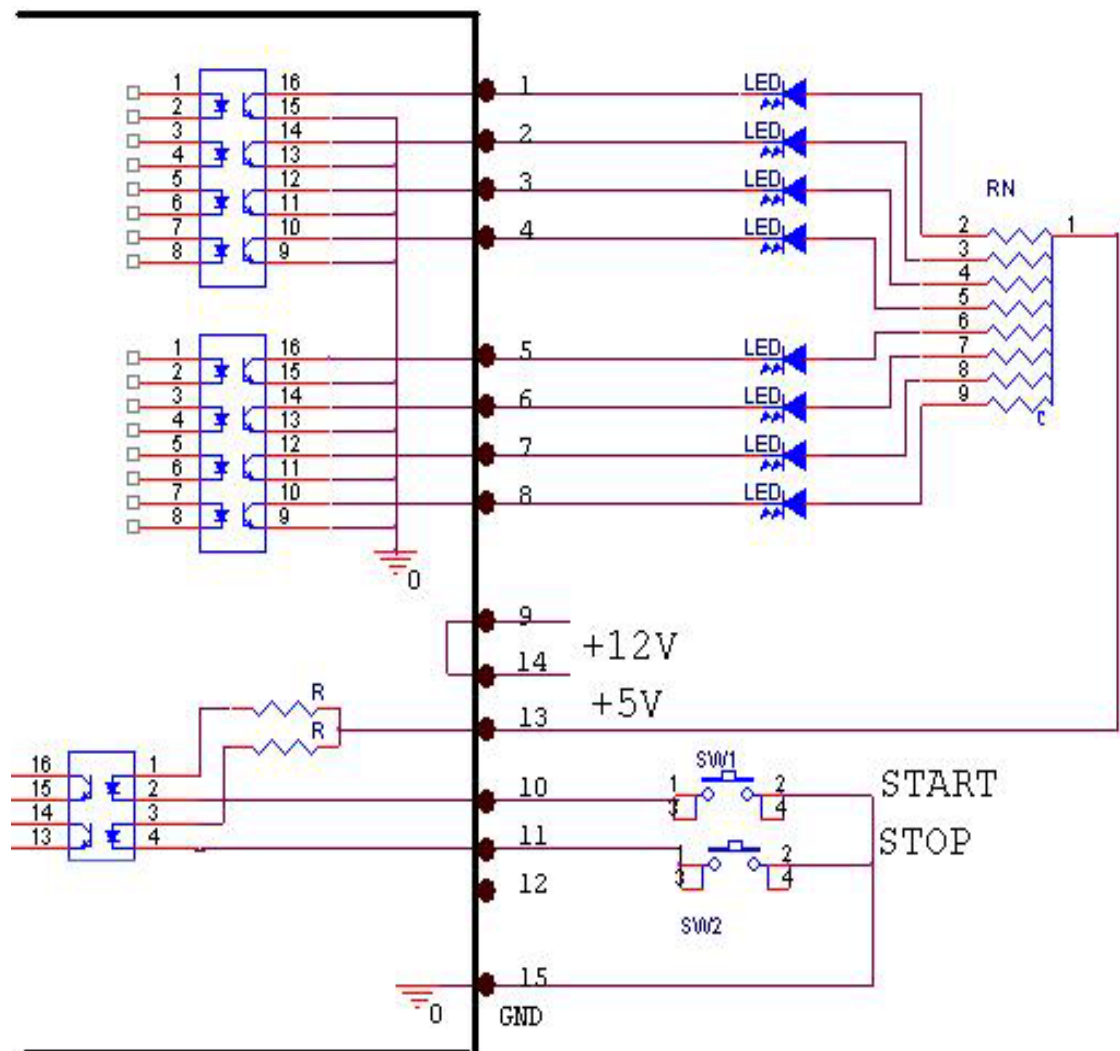 1 16 1 LED
2 15
3 14 2 LED
4 13
5 12 3 LED
6 11
7 10 4 LED
8 9
RN
2 1
3
4
5
6
7
8
9
C
1 16 5 LED
2 15
3 14 6 LED
4 13
5 12 7 LED
6 11
7 10 8 LED
8 9
0
9
+12V
14
+5V
13
R
R
16 1
15 2
14 3
13 4
10
SW1
1 2
3 4
START
11
1 2
3 4
STOP
12
SW2
15
0
GND